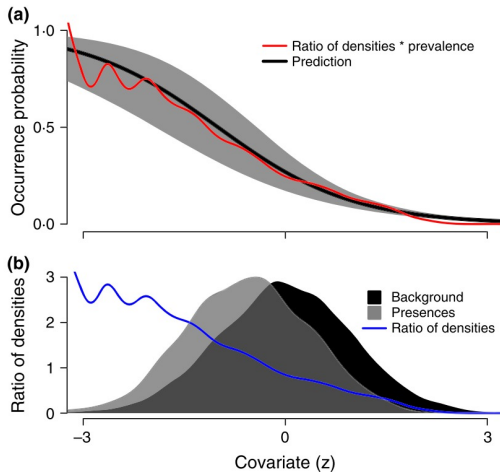 (a)
1·0
0·5
0·0
Occurrence probability
Ratio of densities * prevalence
Prediction
(b)
3
2
1
0
Ratio of densities
Background
Presences
Ratio of densities
−3 0 3
Covariate (z)